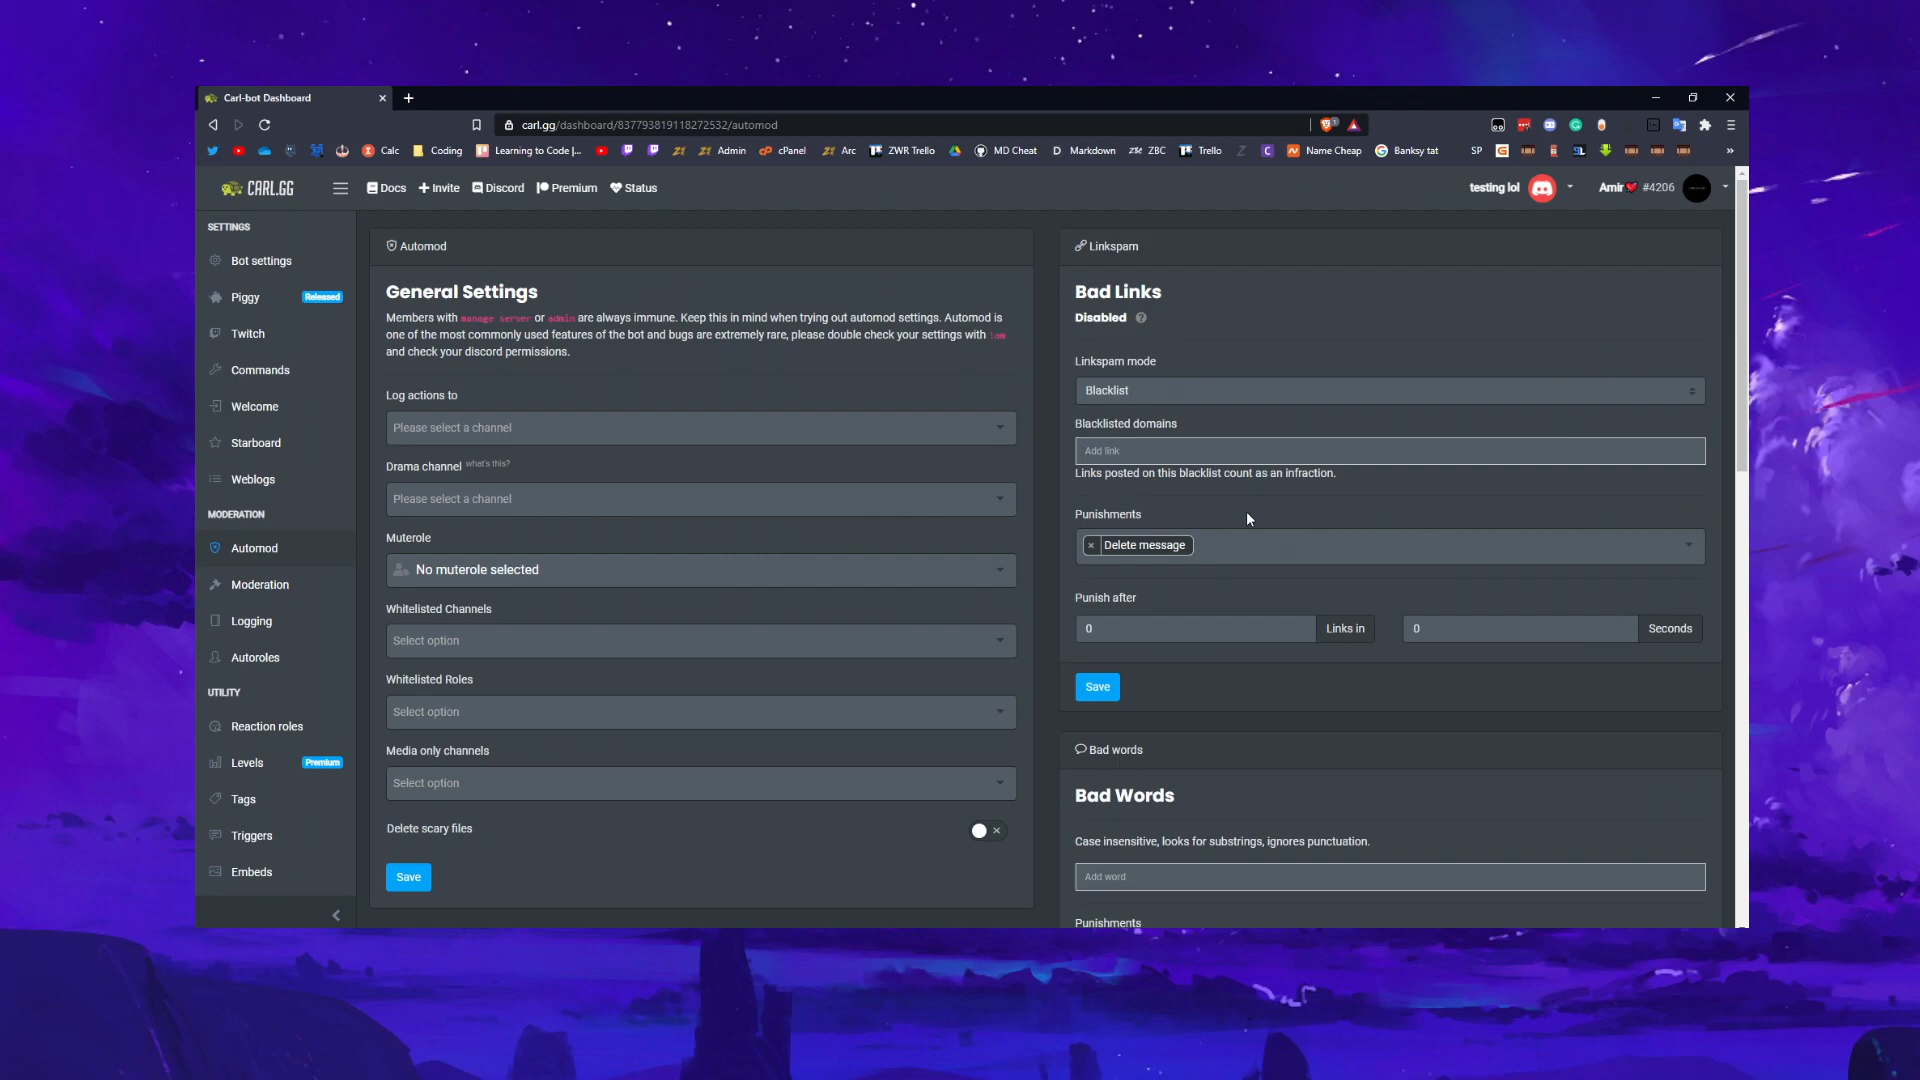 Carl-bot Dashboard
carl.gg/dashboard/837793819118272532/automod
Calc Coding Learning to Code |... Admin cPanel Arc ZWR Trello MD Cheat Markdown ZBC Trello Name Cheap Banksy tat SP
CARL.GG Docs Invite Discord Premium Status testing lol Amir #4206
SETTINGS
Bot settings
Piggy Released
Twitch
Commands
Welcome
Starboard
Weblogs
MODERATION
Automod
Moderation
Logging
Autoroles
UTILITY
Reaction roles
Levels Premium
Tags
Triggers
Embeds
Automod
General Settings
Members with manage server or admin are always immune. Keep this in mind when trying out automod settings. Automod is
one of the most commonly used features of the bot and bugs are extremely rare, please double check your settings with !am
and check your discord permissions.
Log actions to
Please select a channel
Drama channel what's this?
Please select a channel
Muterole
No muterole selected
Whitelisted Channels
Select option
Whitelisted Roles
Select option
Media only channels
Select option
Delete scary files
Save
Linkspam
Bad Links
Disabled
Linkspam mode
Blacklist
Blacklisted domains
Add link
Links posted on this blacklist count as an infraction.
Punishments
× Delete message
Punish after
0 Links in 0 Seconds
Save
Bad words
Bad Words
Case insensitive, looks for substrings, ignores punctuation.
Add word
Punishments